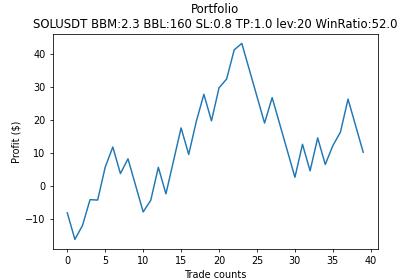 Portfolio
SOLUSDT BBM:2.3 BBL:160 SL:0.8 TP:1.0 lev:20 WinRatio:52.0
Profit ($)
40
30
20
10
0
−10
0 5 10 15 20 25 30 35 40
Trade counts